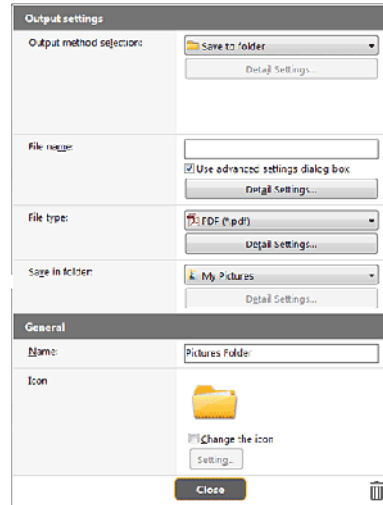 Output settings
Output method selection:
Save to folder
Detail Settings...
File name:
Use advanced settings dialog box
Detail Settings...
File type:
PDF (*.pdf)
Detail Settings...
Save in folder:
My Pictures
Detail Settings...
General
Name:
Pictures Folder
Icon
Change the icon
Setting...
Close